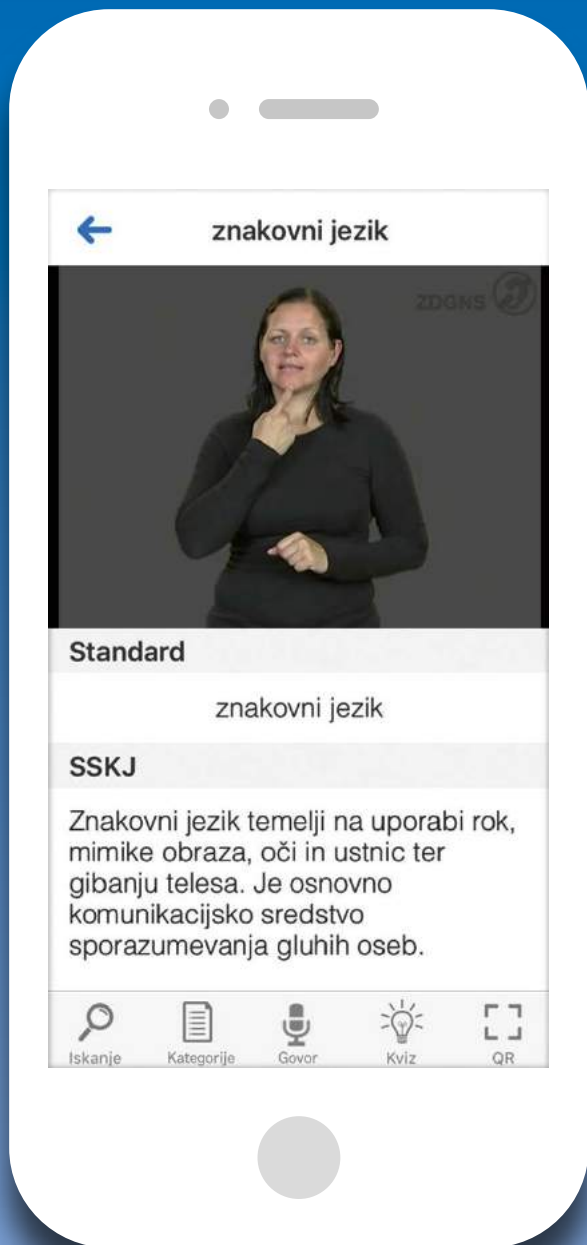 znakovni jezik
ZDGNS
Standard
znakovni jezik
SSKJ
Znakovni jezik temelji na uporabi rok,
mimike obraza, oči in ustnic ter
gibanju telesa. Je osnovno
komunikacijsko sredstvo
sporazumevanja gluhih oseb.
Iskanje Kategorije Govor Kviz QR